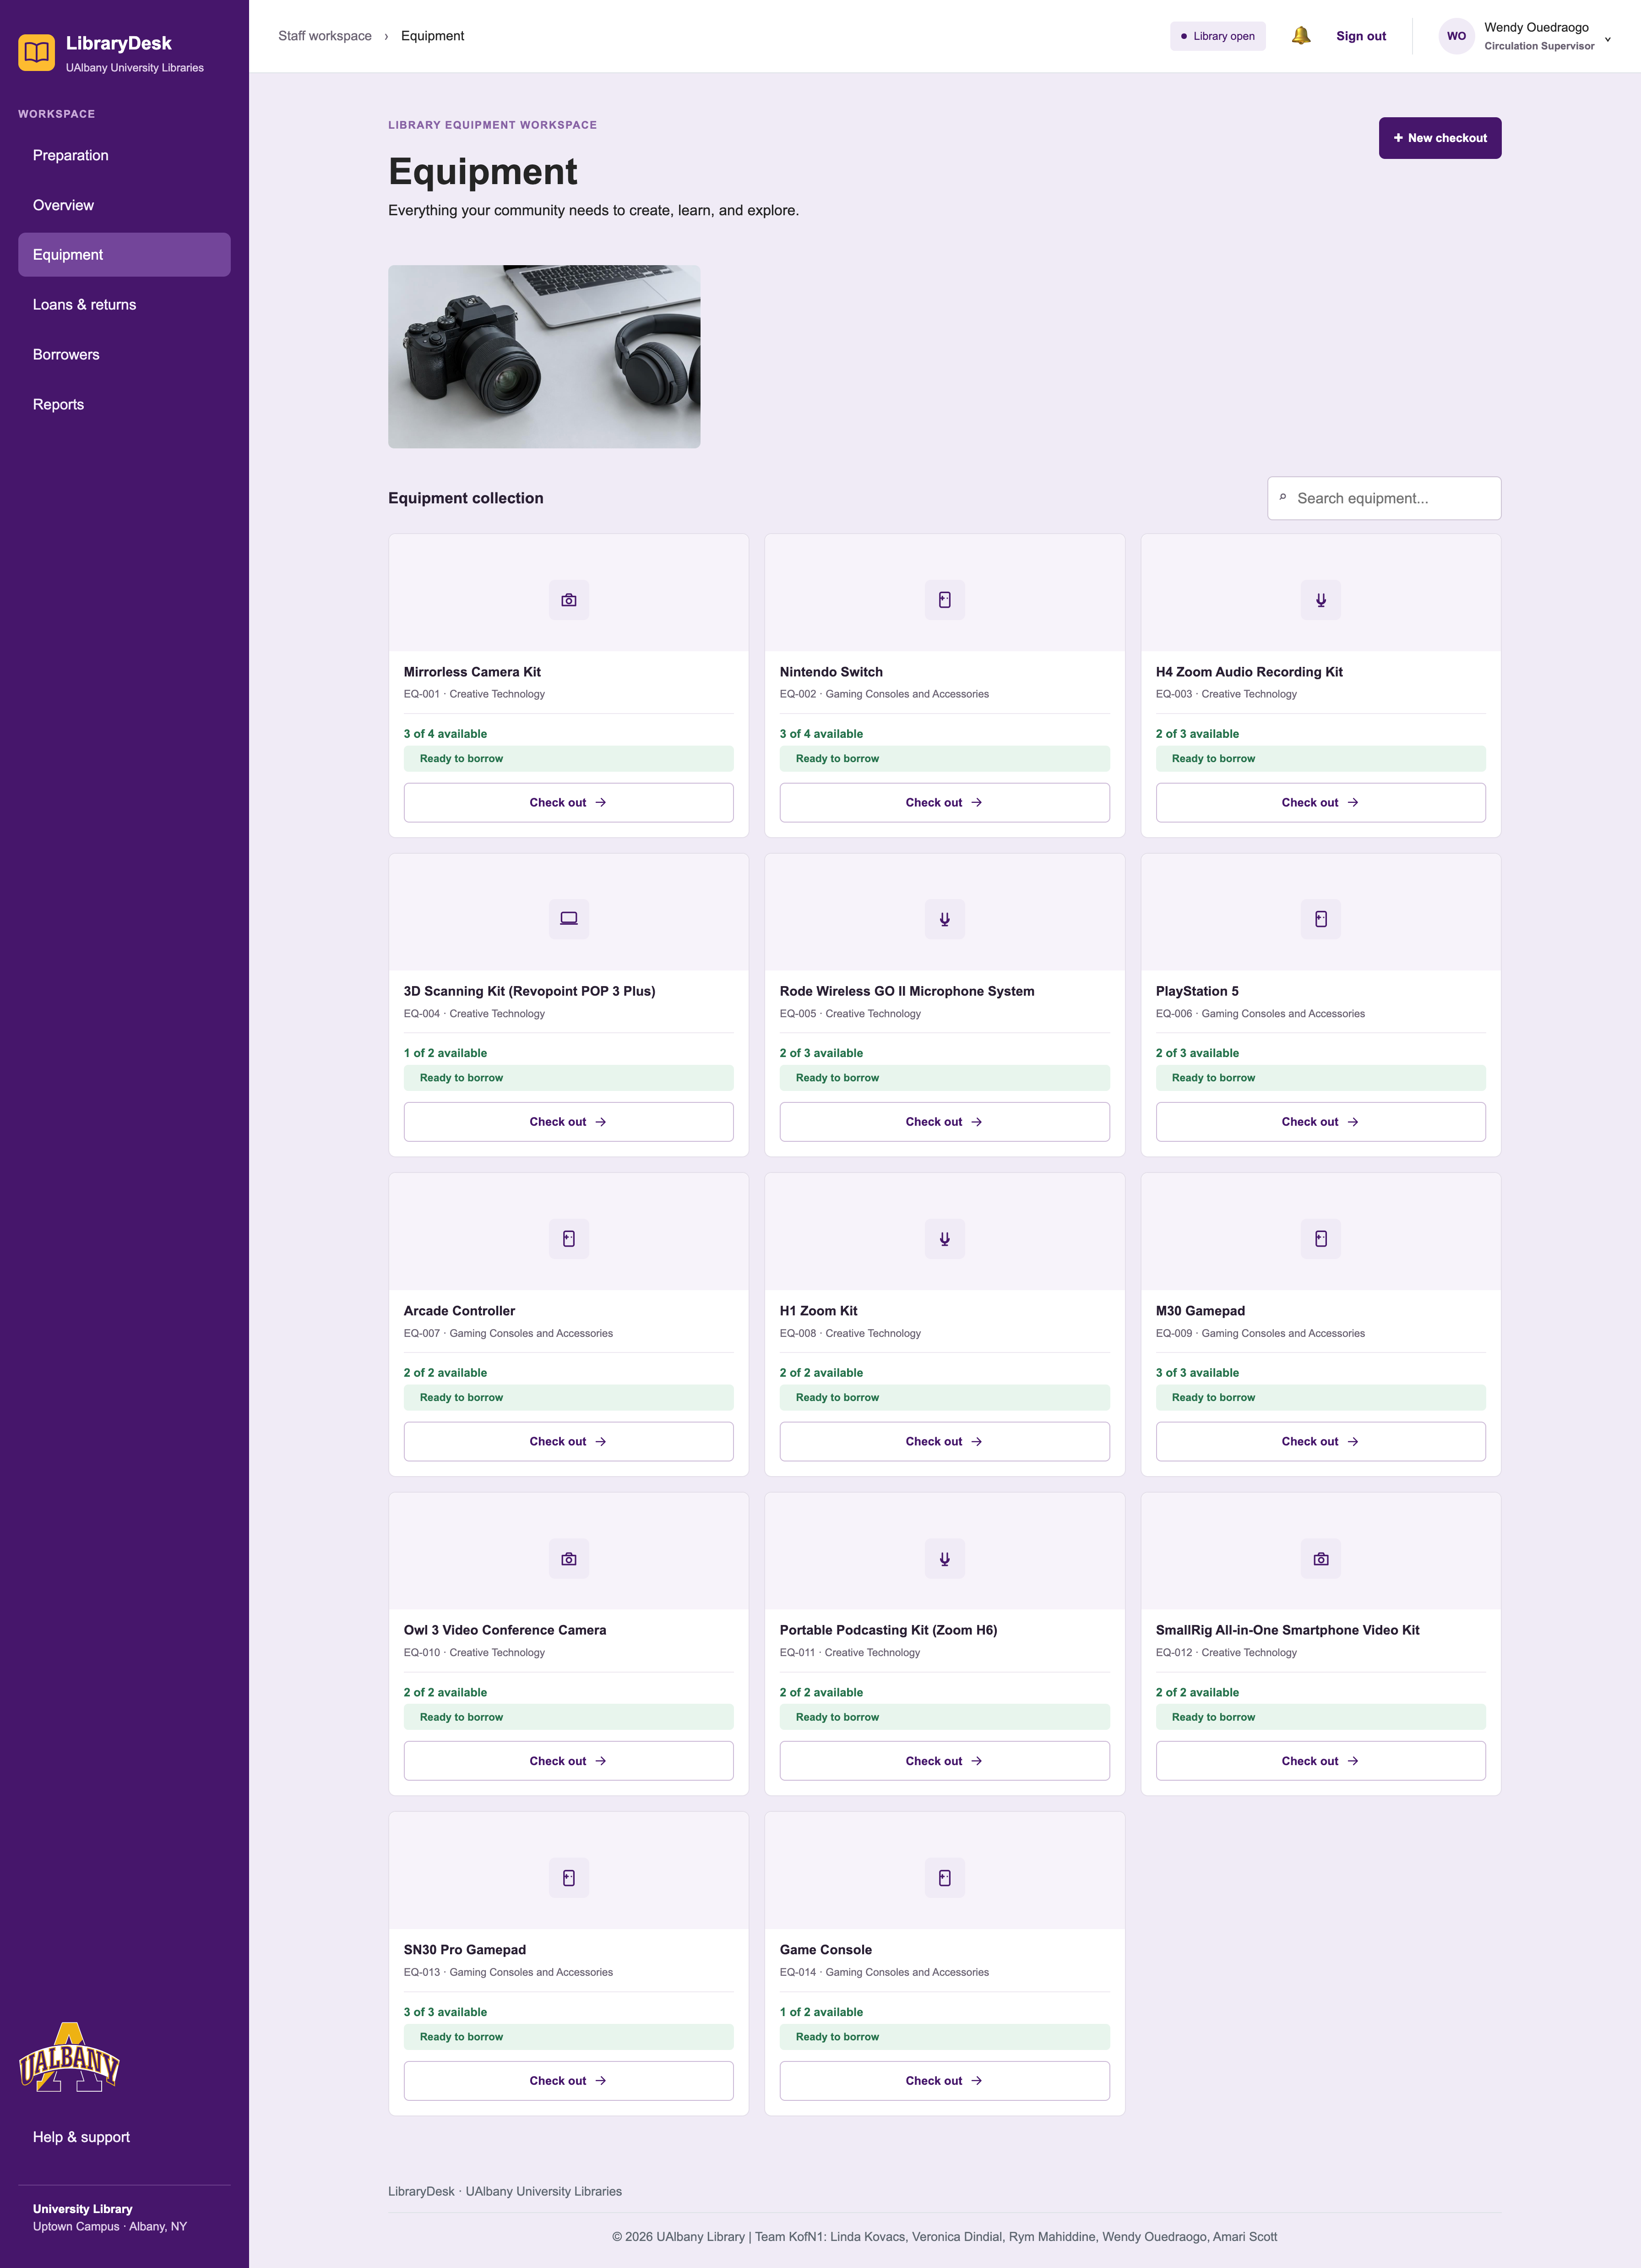 LibraryDesk
UAlbany University Libraries
WORKSPACE
Preparation
Overview
Equipment
Loans & returns
Borrowers
Reports
UALBANY
Help & support
University Library
Uptown Campus · Albany, NY
Staff workspace › Equipment
Library open
Sign out
WO
Wendy Ouedraogo
Circulation Supervisor
LIBRARY EQUIPMENT WORKSPACE
+ New checkout
Equipment
Everything your community needs to create, learn, and explore.
Equipment collection
Search equipment...
Mirrorless Camera Kit
EQ-001 · Creative Technology
3 of 4 available
Ready to borrow
Check out →
Nintendo Switch
EQ-002 · Gaming Consoles and Accessories
3 of 4 available
Ready to borrow
Check out →
H4 Zoom Audio Recording Kit
EQ-003 · Creative Technology
2 of 3 available
Ready to borrow
Check out →
3D Scanning Kit (Revopoint POP 3 Plus)
EQ-004 · Creative Technology
1 of 2 available
Ready to borrow
Check out →
Rode Wireless GO II Microphone System
EQ-005 · Creative Technology
2 of 3 available
Ready to borrow
Check out →
PlayStation 5
EQ-006 · Gaming Consoles and Accessories
2 of 3 available
Ready to borrow
Check out →
Arcade Controller
EQ-007 · Gaming Consoles and Accessories
2 of 2 available
Ready to borrow
Check out →
H1 Zoom Kit
EQ-008 · Creative Technology
2 of 2 available
Ready to borrow
Check out →
M30 Gamepad
EQ-009 · Gaming Consoles and Accessories
3 of 3 available
Ready to borrow
Check out →
Owl 3 Video Conference Camera
EQ-010 · Creative Technology
2 of 2 available
Ready to borrow
Check out →
Portable Podcasting Kit (Zoom H6)
EQ-011 · Creative Technology
2 of 2 available
Ready to borrow
Check out →
SmallRig All-in-One Smartphone Video Kit
EQ-012 · Creative Technology
2 of 2 available
Ready to borrow
Check out →
SN30 Pro Gamepad
EQ-013 · Gaming Consoles and Accessories
3 of 3 available
Ready to borrow
Check out →
Game Console
EQ-014 · Gaming Consoles and Accessories
1 of 2 available
Ready to borrow
Check out →
LibraryDesk · UAlbany University Libraries
© 2026 UAlbany Library | Team KofN1: Linda Kovacs, Veronica Dindial, Rym Mahiddine, Wendy Ouedraogo, Amari Scott